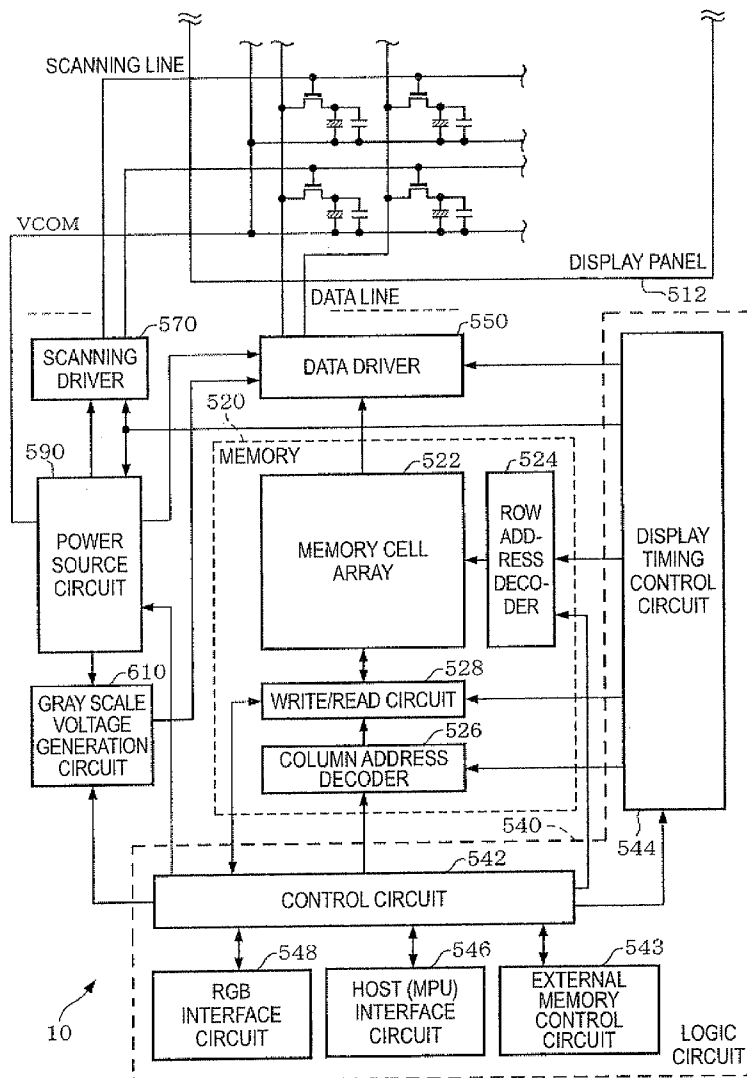 SCANNING LINE
VCOM
DISPLAY PANEL
512
DATA LINE
570
SCANNING
DRIVER
550
DATA DRIVER
520
MEMORY
590
POWER
SOURCE
CIRCUIT
522
MEMORY CELL
ARRAY
524
ROW
ADD-
RESS
DECO-
DER
DISPLAY
TIMING
CONTROL
CIRCUIT
610
GRAY SCALE
VOLTAGE
GENERATION
CIRCUIT
528
WRITE/READ CIRCUIT
526
COLUMN ADDRESS
DECODER
540
544
542
CONTROL CIRCUIT
548
RGB
INTERFACE
CIRCUIT
546
HOST (MPU)
INTERFACE
CIRCUIT
543
EXTERNAL
MEMORY
CONTROL
CIRCUIT
10
LOGIC
CIRCUIT